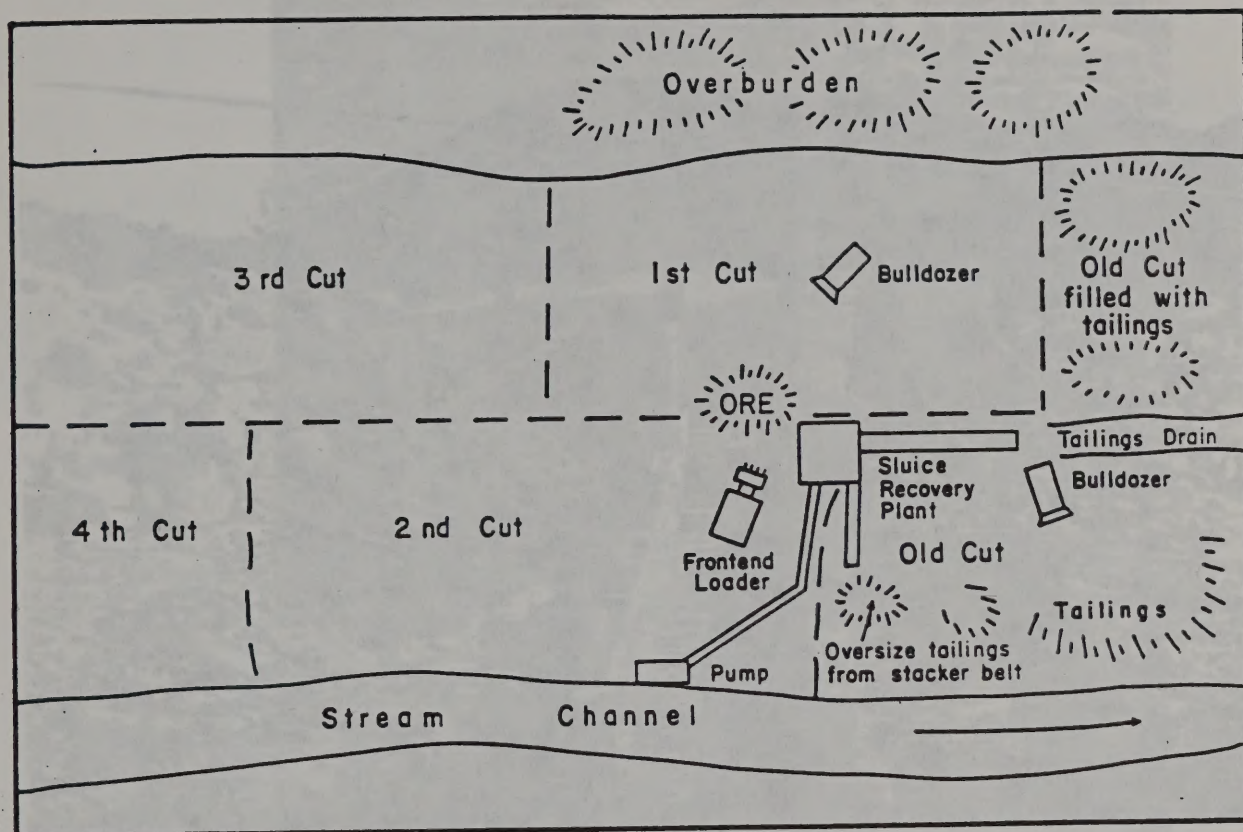 Overburden
3rd Cut
1st Cut
Bulldozer
Old Cut
filled with
tailings
ORE
Tailings Drain
4th Cut
2nd Cut
Sluice
Recovery
Plant
Bulldozer
Frontend
Loader
Old Cut
Tailings
Oversize tailings
from stacker belt
Pump
Stream Channel